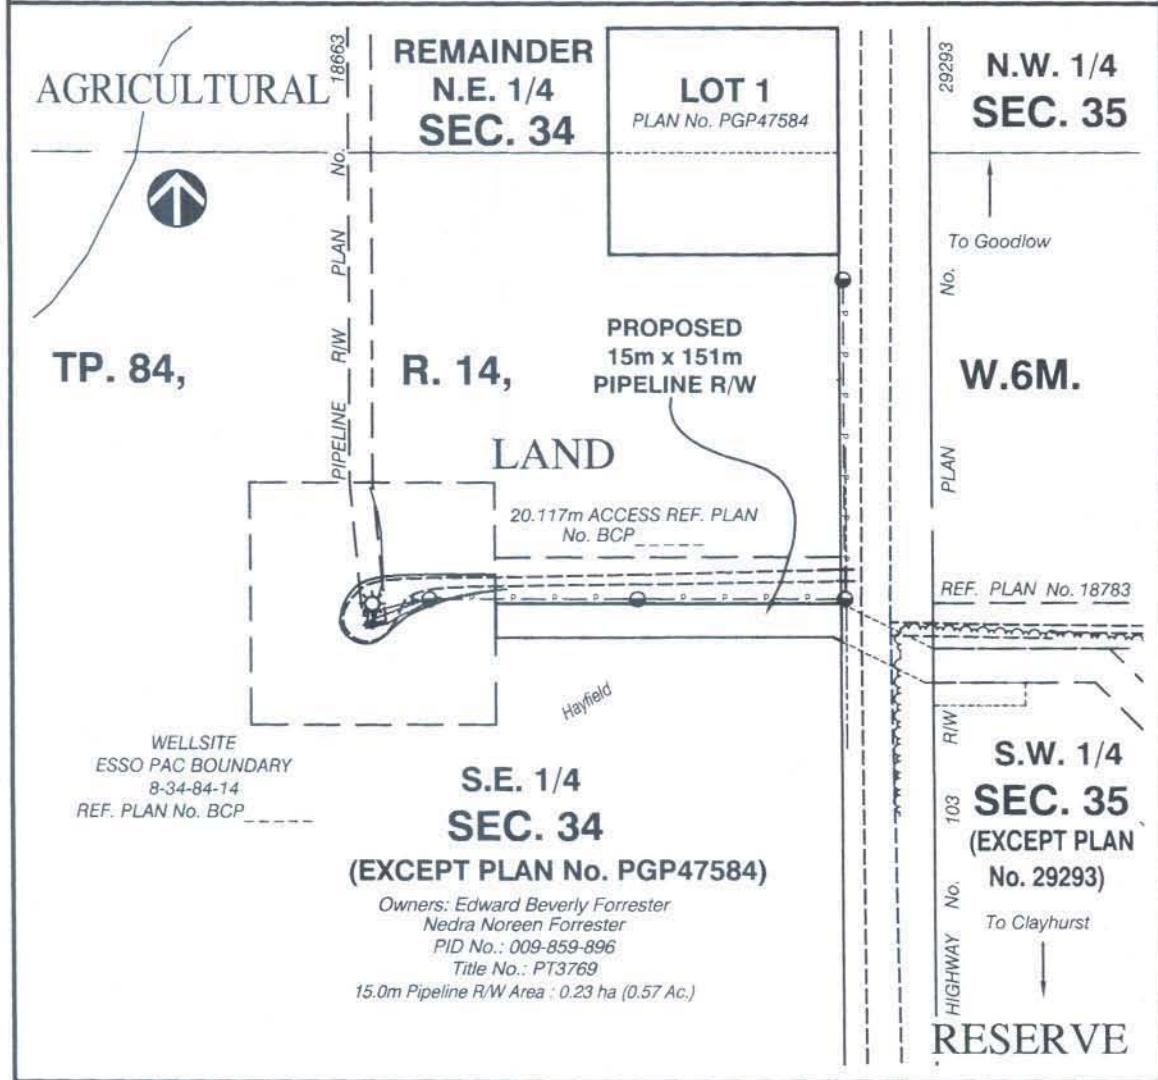 AGRICULTURAL
REMAINDER
N.E. 1/4
SEC. 34
LOT 1
PLAN No. PGP47584
N.W. 1/4
SEC. 35
To Goodlow
PIPELINE R/W PLAN No. 18663
TP. 84,
R. 14,
W.6M.
PROPOSED
15m x 151m
PIPELINE R/W
LAND
20.117m ACCESS REF. PLAN
No. BCP_____
REF. PLAN No. 18783
HIGHWAY No. 103 R/W PLAN No. 29293
P P P P P P P
P P P P P P P
Hayfield
WELLSITE
ESSO PAC BOUNDARY
8-34-84-14
REF. PLAN No. BCP_____
S.E. 1/4
SEC. 34
(EXCEPT PLAN No. PGP47584)
Owners: Edward Beverly Forrester
Nedra Noreen Forrester
PID No.: 009-859-896
Title No.: PT3769
15.0m Pipeline R/W Area : 0.23 ha (0.57 Ac.)
S.W. 1/4
SEC. 35
(EXCEPT PLAN
No. 29293)
To Clayhurst
RESERVE